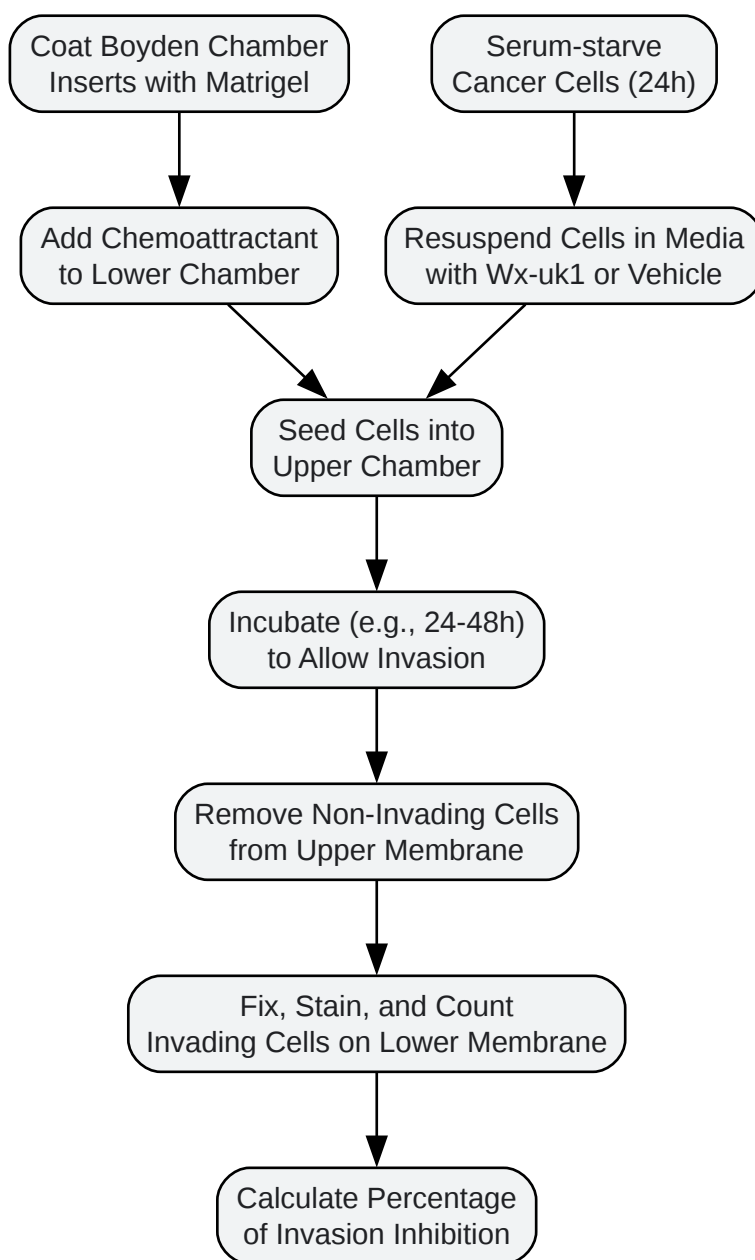 Coat Boyden Chamber
Inserts with Matrigel
Serum-starve
Cancer Cells (24h)
Add Chemoattractant
to Lower Chamber
Resuspend Cells in Media
with Wx-uk1 or Vehicle
Seed Cells into
Upper Chamber
Incubate (e.g., 24-48h)
to Allow Invasion
Remove Non-Invading Cells
from Upper Membrane
Fix, Stain, and Count
Invading Cells on Lower Membrane
Calculate Percentage
of Invasion Inhibition